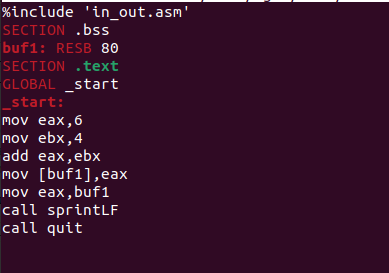 %include 'in_out.asm'
SECTION .bss
buf1: RESB 80
SECTION .text
GLOBAL _start
_start:
mov eax,6
mov ebx,4
add eax,ebx
mov [buf1],eax
mov eax,buf1
call sprintLF
call quit